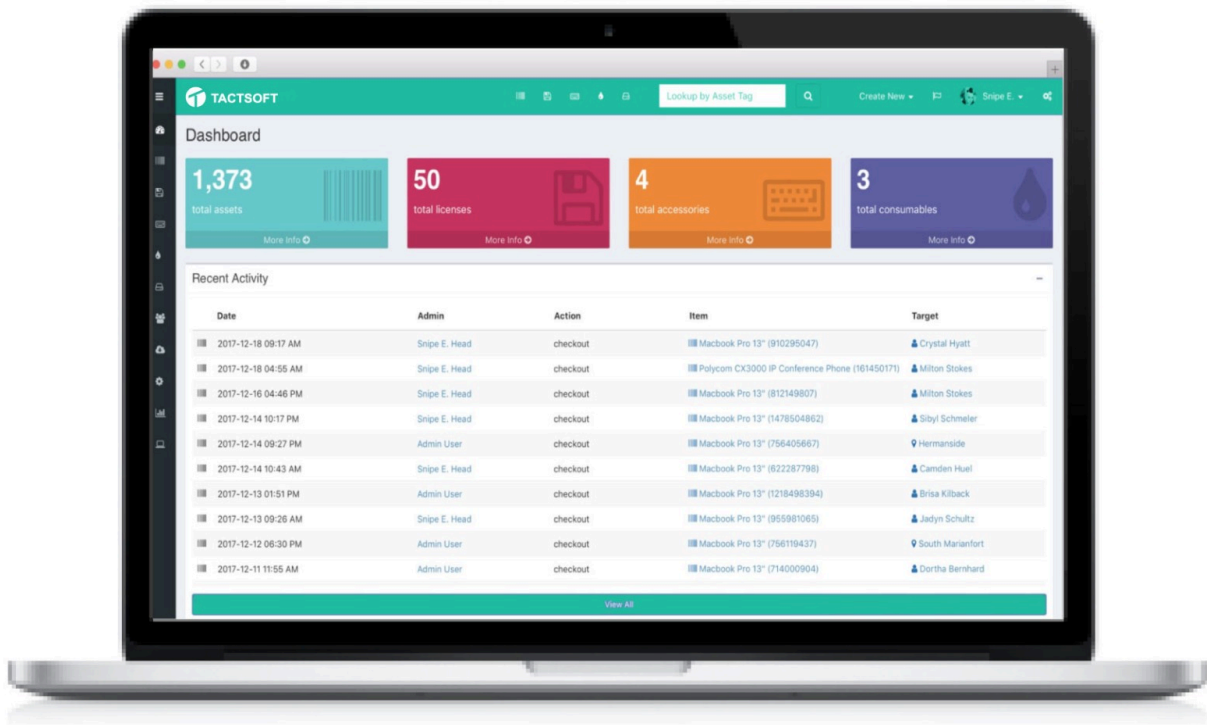 TACTSOFT
Lookup by Asset Tag
Create New
Snipe E.
Dashboard
1,373
total assets
More Info
50
total licenses
More Info
4
total accessories
More Info
3
total consumables
More Info
Recent Activity
Date Admin Action Item Target
2017-12-18 09:17 AM Snipe E. Head checkout Macbook Pro 13" (910295047) Crystal Hyatt
2017-12-18 04:55 AM Snipe E. Head checkout Polycom CX3000 IP Conference Phone (161450171) Milton Stokes
2017-12-16 04:46 PM Snipe E. Head checkout Macbook Pro 13" (812149807) Milton Stokes
2017-12-14 10:17 PM Snipe E. Head checkout Macbook Pro 13" (1478504862) Sibyl Schmeler
2017-12-14 09:27 PM Admin User checkout Macbook Pro 13" (756405667) Hermanside
2017-12-14 10:43 AM Snipe E. Head checkout Macbook Pro 13" (622287798) Camden Huel
2017-12-13 01:51 PM Admin User checkout Macbook Pro 13" (1218498394) Brisa Kilback
2017-12-13 09:26 AM Snipe E. Head checkout Macbook Pro 13" (955981065) Jadyn Schultz
2017-12-12 06:30 PM Admin User checkout Macbook Pro 13" (756119437) South Marianfort
2017-12-11 11:55 AM Admin User checkout Macbook Pro 13" (714000904) Dortha Bernhard
View All